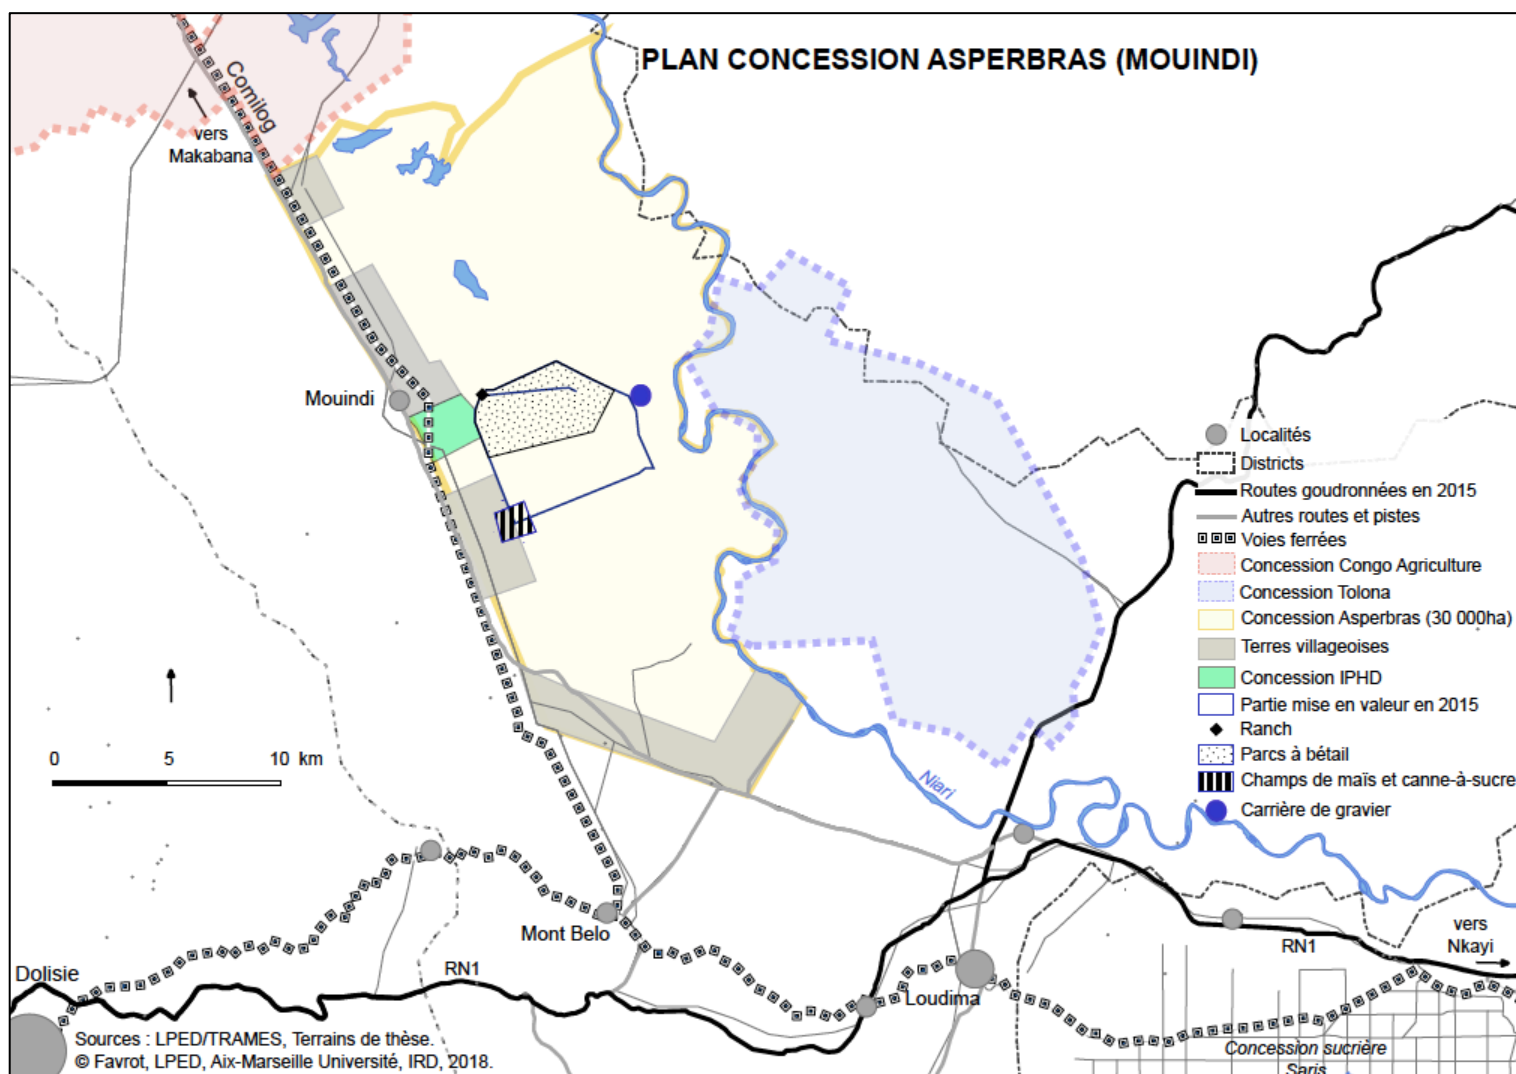 PLAN CONCESSION ASPERBRAS (MOUINDI)
Comilog
vers
Makabana
Mouindi
Localités
Districts
Routes goudronnées en 2015
Autres routes et pistes
Voies ferrées
Concession Congo Agriculture
Concession Tolona
Concession Asperbras (30 000ha)
Terres villageoises
Concession IPHD
Partie mise en valeur en 2015
Ranch
Parcs à bétail
Champs de maïs et canne-à-sucre
Carrière de gravier
0 5 10 km
Niari
Mont Belo
vers
Nkayi
RN1
Dolisie
RN1
Loudima
Sources : LPED/TRAMES, Terrains de thèse.
© Favrot, LPED, Aix-Marseille Université, IRD, 2018.
Concession sucrière
Saris